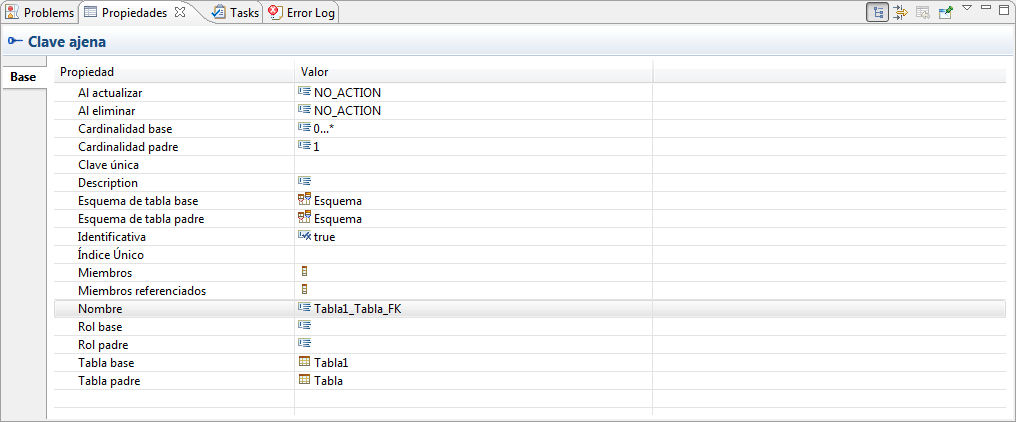 Problems Propiedades Tasks Error Log
Clave ajena
Base
Propiedad Valor
Al actualizar NO_ACTION
Al eliminar NO_ACTION
Cardinalidad base 0...*
Cardinalidad padre 1
Clave única
Description
Esquema de tabla base Esquema
Esquema de tabla padre Esquema
Identificativa true
Índice Único
Miembros
Miembros referenciados
Nombre Tabla1_Tabla_FK
Rol base
Rol padre
Tabla base Tabla1
Tabla padre Tabla